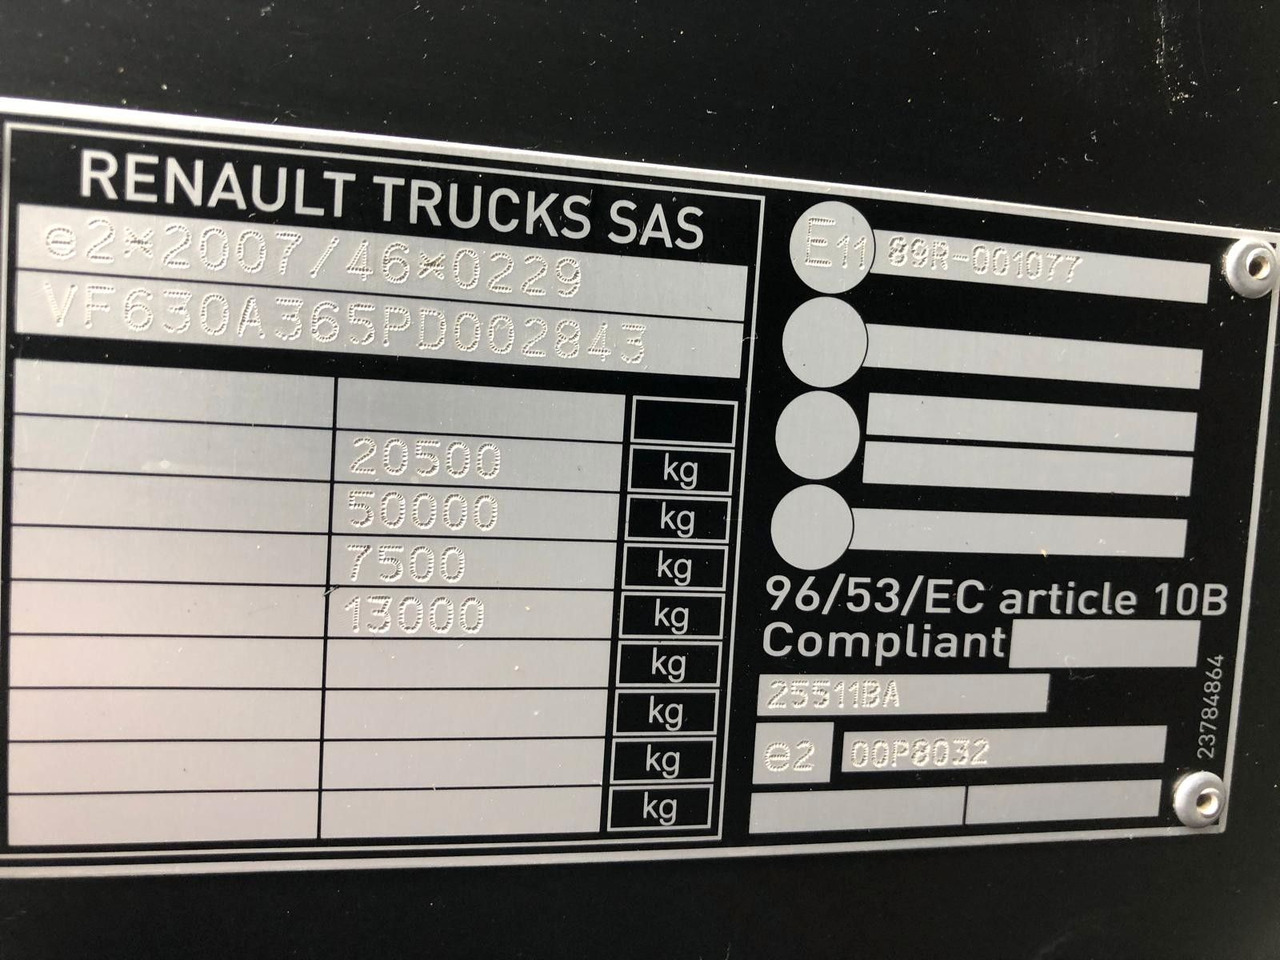 RENAULT TRUCKS SAS
e2*2007/46*0229
VF630A365PD002843
20500 kg
50000 kg
7500 kg
13000 kg
kg
kg
kg
kg
E11 89R-001077
96/53/EC article 10B
Compliant
25511BA
e2 00P8032
23784864